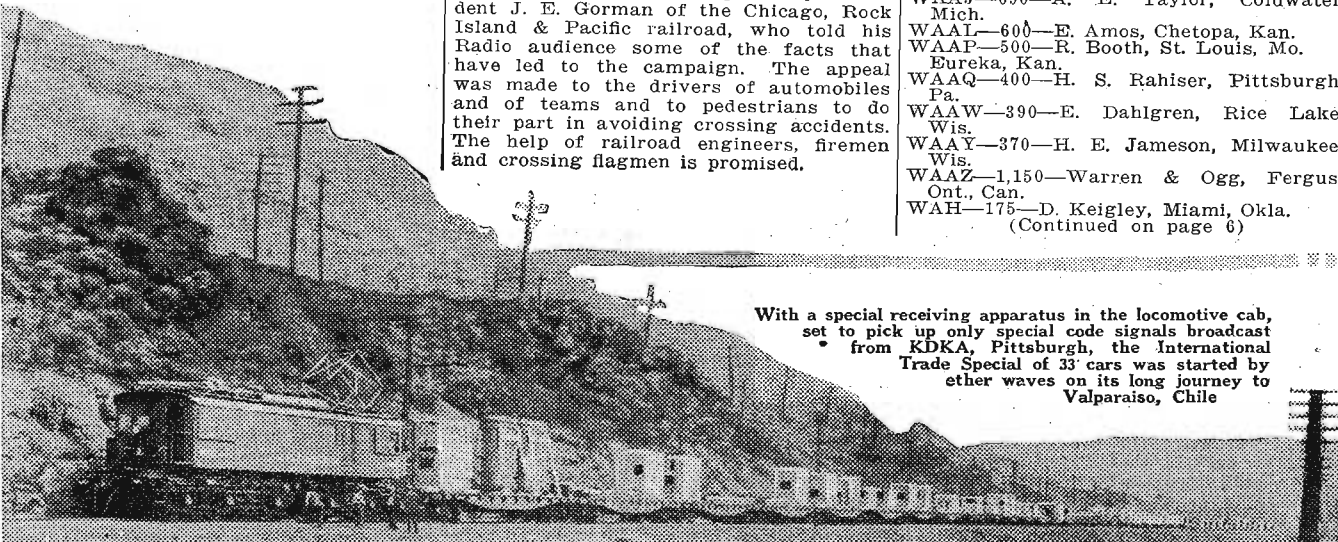 dent J. E. Gorman of the Chicago, Rock
Island & Pacific railroad, who told his
Radio audience some of the facts that
have led to the campaign. The appeal
was made to the drivers of automobiles
and of teams and to pedestrians to do
their part in avoiding crossing accidents.
The help of railroad engineers, firemen
and crossing flagmen is promised.
Taylor, Coldwater
Mich.
WAAL—600—E. Amos, Chetopa, Kan.
WAAP—500—R. Booth, St. Louis, Mo.
Eureka, Kan.
WAAQ—400—H. S. Rahiser, Pittsburgh
Pa.
WAAW—390—E. Dahlgren, Rice Lake
Wis.
WAAY—370—H. E. Jameson, Milwaukee
Wis.
WAAZ—1,150—Warren & Ogg, Fergus
Ont., Can.
WAH—175—D. Keigley, Miami, Okla.
(Continued on page 6)
With a special receiving apparatus in the locomotive cab,
set to pick up only special code signals broadcast
from KDKA, Pittsburgh, the International
Trade Special of 33 cars was started by
ether waves on its long journey to
Valparaiso, Chile